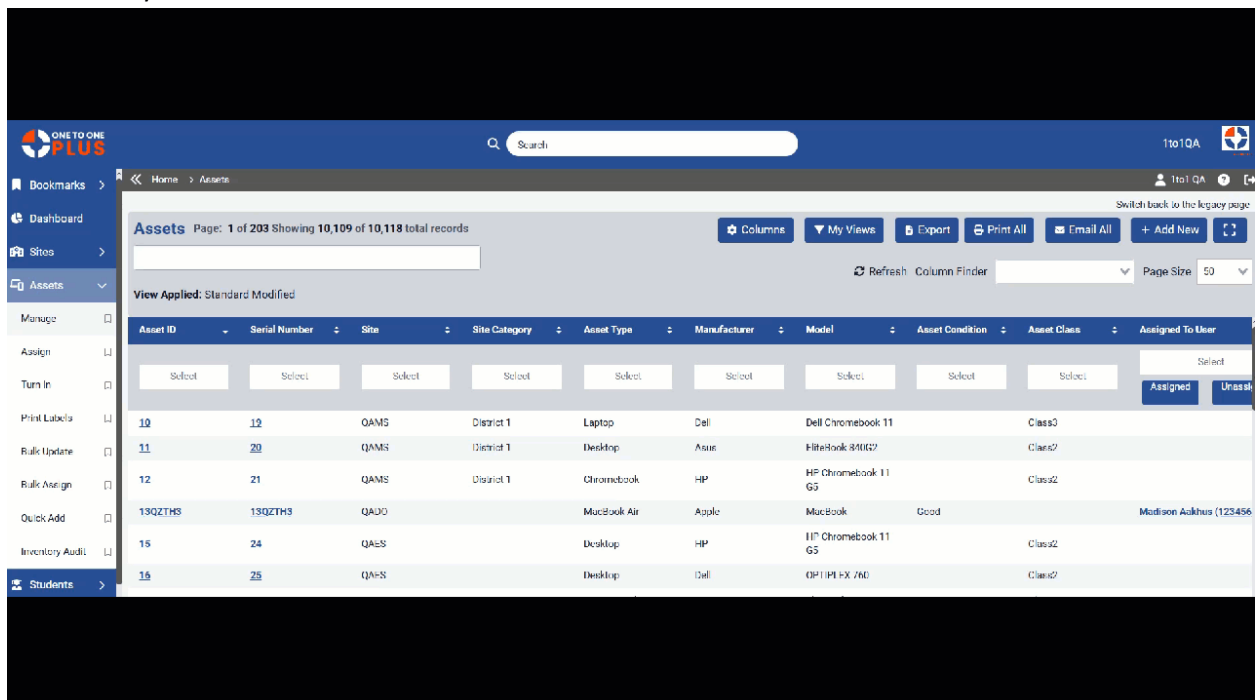 ONE TO ONE
PLUS
Search
1to1QA
Bookmarks
Home > Assets
1to1 QA
Switch back to the legacy page
Dashboard
Assets Page: 1 of 203 Showing 10,109 of 10,118 total records
Columns My Views Export Print All Email All + Add New
Sites
Refresh Column Finder Page Size 50
Assets
View Applied: Standard Modified
Manage
Asset ID Serial Number Site Site Category Asset Type Manufacturer Model Asset Condition Asset Class Assigned To User
Assign
Select Select Select Select Select Select Select Select Select Select
Turn In
Assigned Unassi
Print Labels
10 19 QAMS District 1 Laptop Dell Dell Chromebook 11 Class3
Bulk Update
11 20 QAMS District 1 Desktop Asus EliteBook 840G2 Class2
Bulk Assign
12 21 QAMS District 1 Chromebook HP HP Chromebook 11 G5 Class2
Quick Add
13QZTH3 13QZTH3 QADO MacBook Air Apple MacBook Good Madison Aakhus (123456
Inventory Audit
15 24 QAES Desktop HP HP Chromebook 11 G5 Class2
Students
16 25 QAES Desktop Dell OPTIPLEX 760 Class2